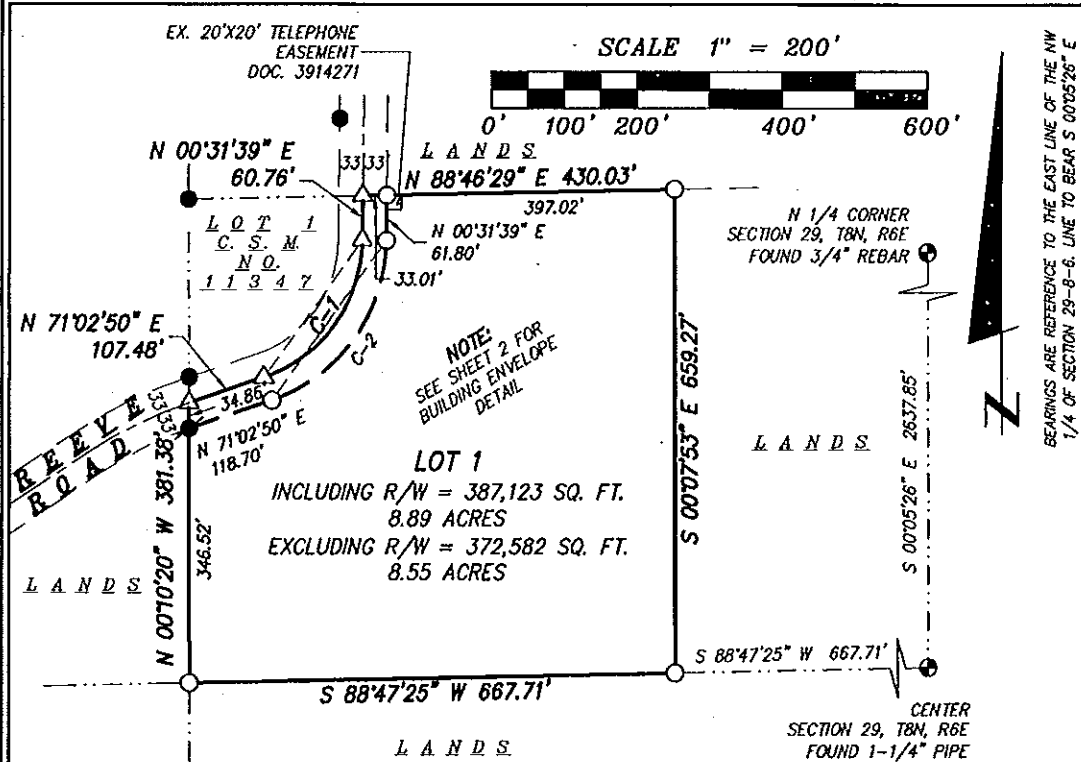 EX. 20'X20' TELEPHONE
EASEMENT
DOC. 3914271
SCALE 1" = 200'
0' 100' 200' 400' 600'
BEARINGS ARE REFERENCE TO THE EAST LINE OF THE NW
1/4 OF SECTION 29-8-6. LINE TO BEAR S 00°05'26" E
N 00°31'39" E
60.76'
33' 33'
L A N D S
N 88°46'29" E 430.03'
397.02'
L O T 1
C. S. M.
N O.
1 1 3 4 7
N 00°31'39" E
61.80'
33.01'
N 1/4 CORNER
SECTION 29, T8N, R6E
FOUND 3/4" REBAR
N 71°02'50" E
107.48'
C-1
C-2
NOTE:
SEE SHEET 2 FOR
BUILDING ENVELOPE
DETAIL
34.86'
33' 33'
REEVE
ROAD
N 71°02'50" E
118.70'
LOT 1
INCLUDING R/W = 387,123 SQ. FT.
8.89 ACRES
EXCLUDING R/W = 372,582 SQ. FT.
8.55 ACRES
N 00°10'20" W 381.38'
346.52'
S 00°07'53" E 659.27'
L A N D S
S 00°05'26" E 2637.85'
L A N D S
S 88°47'25" W 667.71'
S 88°47'25" W 667.71'
L A N D S
CENTER
SECTION 29, T8N, R6E
FOUND 1-1/4" PIPE